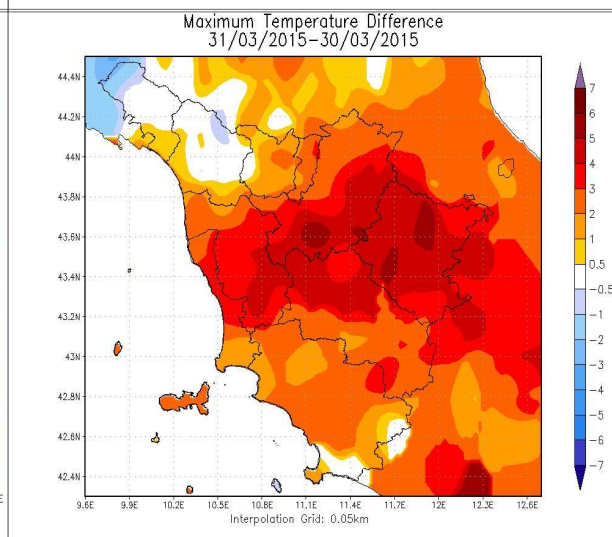 Maximum Temperature Difference
31/03/2015-30/03/2015
44.4N
44.2N
44N
43.8N
43.6N
43.4N
43.2N
43N
42.8N
42.6N
42.4N
9.6E 9.9E 10.2E 10.5E 10.8E 11.1E 11.4E 11.7E 12E 12.3E 12.6E
Interpolation Grid: 0.05km
7
6
5
4
3
2
1
0.5
-0.5
-1
-2
-3
-4
-5
-6
-7
E